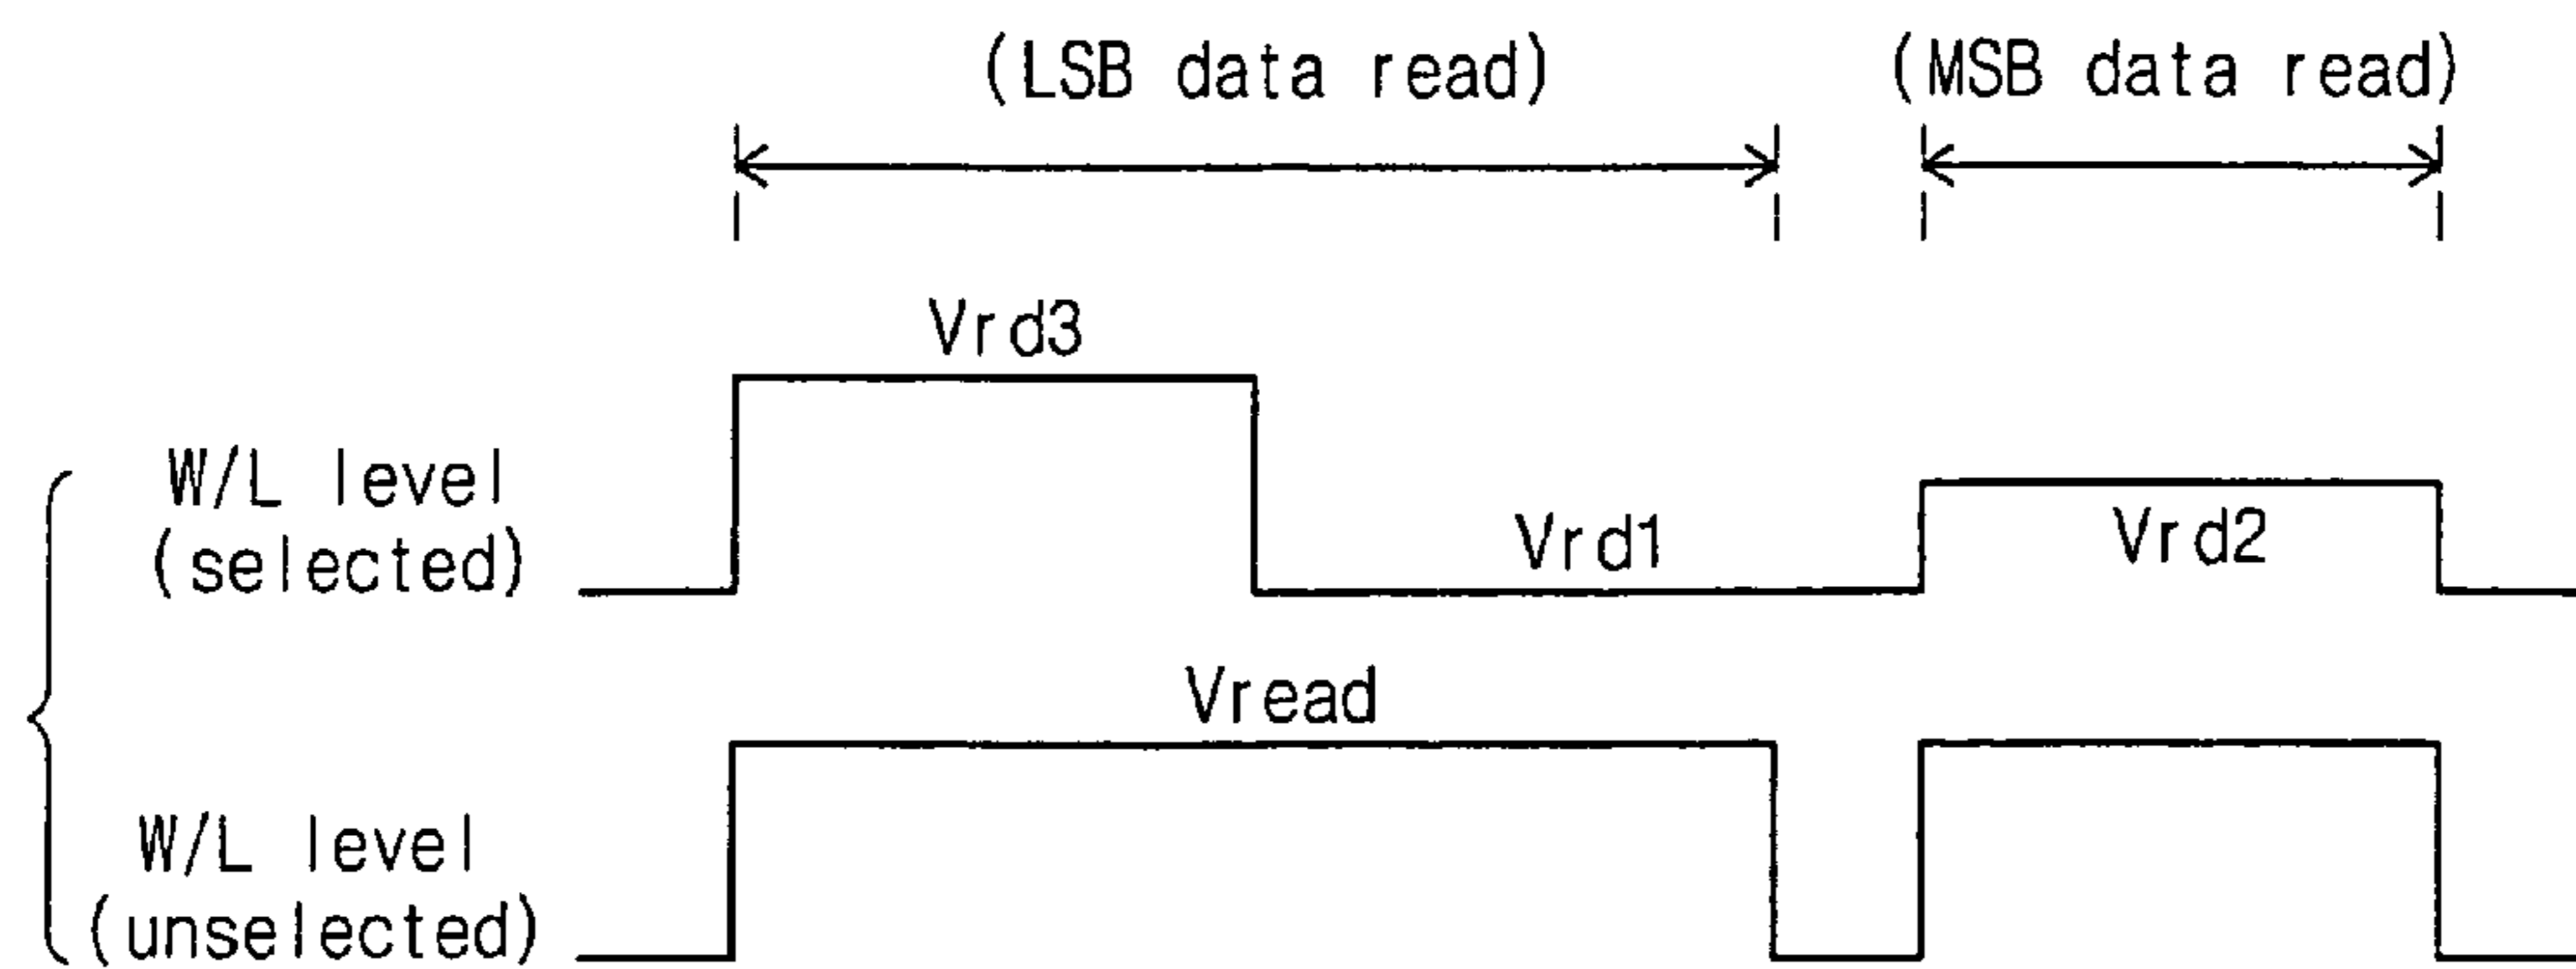 (LSB data read) (MSB data read)
Vrd3
W/L level
(selected)
Vrd1
Vrd2
Vread
W/L level
(unselected)